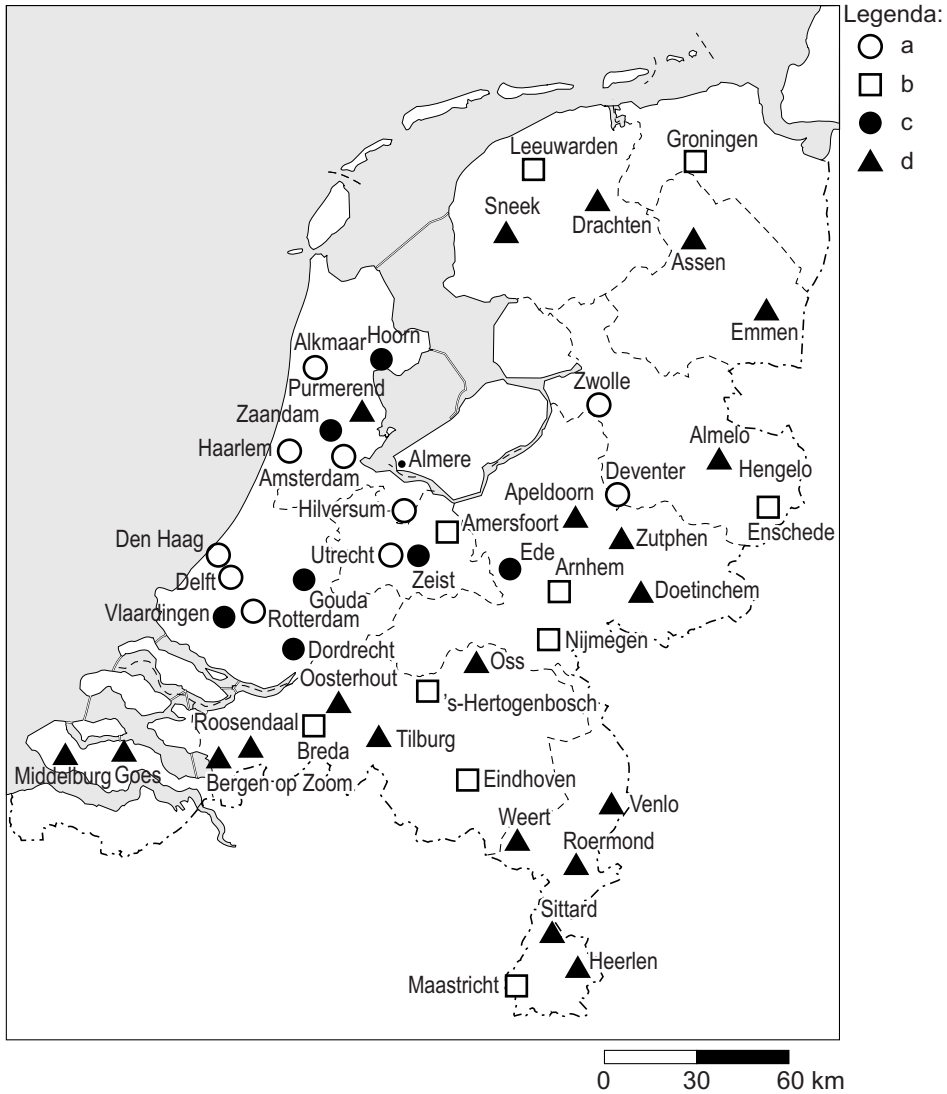 Legenda:
a
b
c
d
Leeuwarden
Groningen
Sneek
Drachten
Assen
Emmen
Alkmaar
Hoorn
Purmerend
Zwolle
Zaandam
Almelo
Haarlem
Almere
Hengelo
Amsterdam
Deventer
Apeldoorn
Hilversum
Amersfoort
Enschede
Den Haag
Zutphen
Utrecht
Ede
Arnhem
Delft
Zeist
Doetinchem
Gouda
Vlaardingen
Rotterdam
Nijmegen
Dordrecht
Oss
Oosterhout
's-Hertogenbosch
Roosendaal
Breda
Tilburg
Middelburg
Goes
Bergen op Zoom
Eindhoven
Venlo
Weert
Roermond
Sittard
Heerlen
Maastricht
0 30 60 km